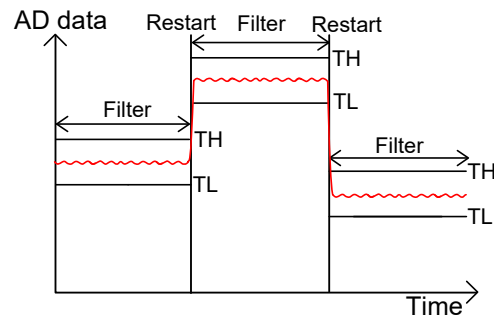 AD data
Restart
Filter
Restart
TH
TL
Filter
TH
TL
Filter
TH
TL
Time